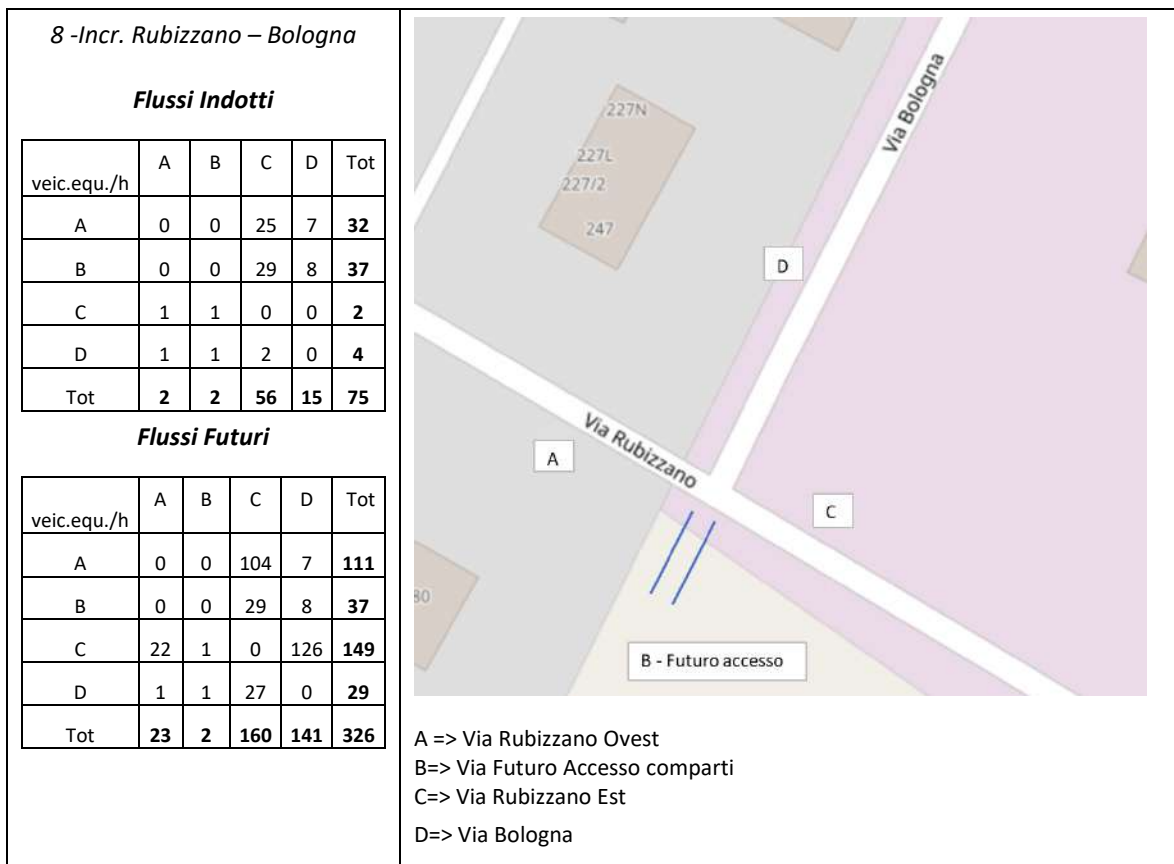 8 -Incr. Rubizzano – Bologna
Flussi Indotti
veic.equ./h A B C D Tot
A 0 0 25 7 32
B 0 0 29 8 37
C 1 1 0 0 2
D 1 1 2 0 4
Tot 2 2 56 15 75
Flussi Futuri
veic.equ./h A B C D Tot
A 0 0 104 7 111
B 0 0 29 8 37
C 22 1 0 126 149
D 1 1 27 0 29
Tot 23 2 160 141 326
227N
227L
227/2
247
Via Bologna
D
Via Rubizzano
A
C
80
B - Futuro accesso
A => Via Rubizzano Ovest
B=> Via Futuro Accesso comparti
C=> Via Rubizzano Est
D=> Via Bologna